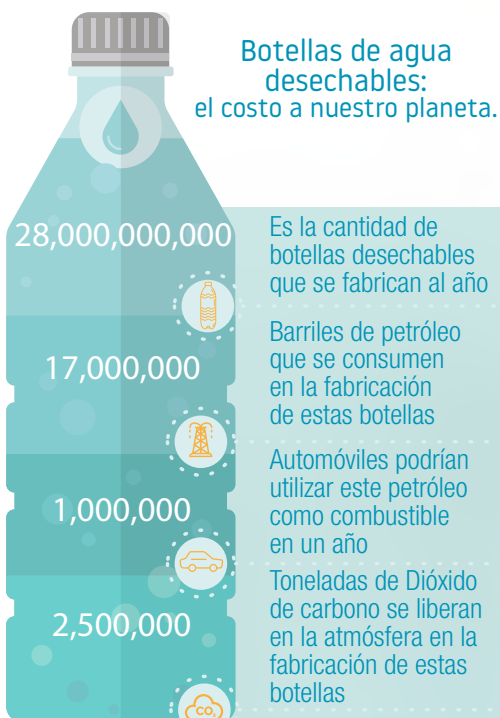 Botellas de agua
desechables:
el costo a nuestro planeta.
28,000,000,000
Es la cantidad de
botellas desechables
que se fabrican al año
17,000,000
Barriles de petróleo
que se consumen
en la fabricación
de estas botellas
1,000,000
Automóviles podrían
utilizar este petróleo
como combustible
en un año
2,500,000
Toneladas de Dióxido
de carbono se liberan
en la atmósfera en la
fabricación de estas
botellas
CO₂